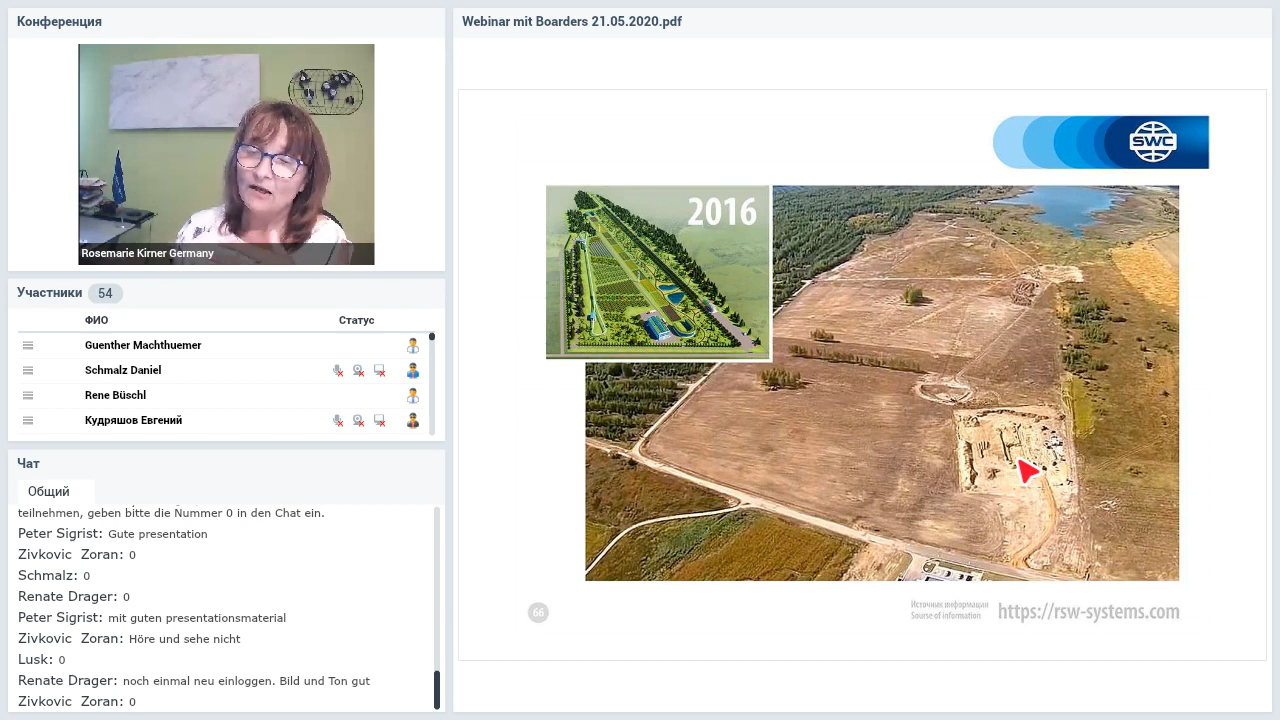 Конференция
Rosemarie Kirner Germany
Участники 54
ФИО Статус
Guenther Machthuemer
Schmalz Daniel
Rene Büschl
Кудряшов Евгений
Чат
Общий
teilnehmen, geben bitte die Nummer 0 in den Chat ein.
Peter Sigrist: Gute presentation
Zivkovic Zoran: 0
Schmalz: 0
Renate Drager: 0
Peter Sigrist: mit guten presentationsmaterial
Zivkovic Zoran: Höre und sehe nicht
Lusk: 0
Renate Drager: noch einmal neu einloggen. Bild und Ton gut
Zivkovic Zoran: 0
Webinar mit Boarders 21.05.2020.pdf
SWC
2016
66
Источник информации
Sourse of information
https://rsw-systems.com